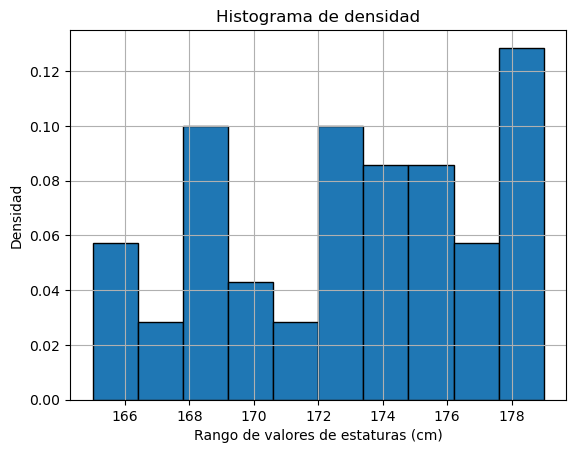 Histograma de densidad
Densidad
0.12
0.10
0.08
0.06
0.04
0.02
0.00
166 168 170 172 174 176 178
Rango de valores de estaturas (cm)